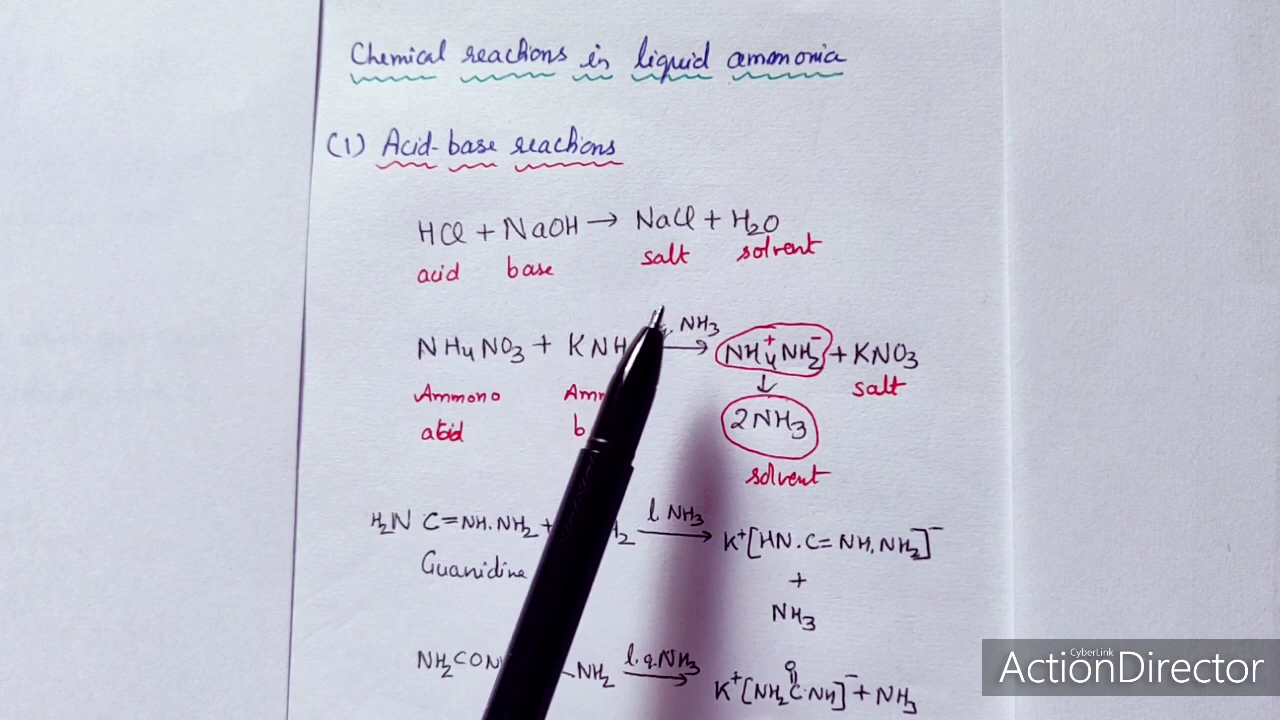 Chemical reactions in liquid ammonia
(1) Acid-base reactions
HCl + NaOH → NaCl + H₂O
acid base salt solvent
NH₄NO₃ + KNH NH₃ → NH₄⁺NH₂⁻ + KNO₃
Ammono salt
acid ↓ 2NH₃
solvent
H₂N C=NH.NH₂ + H₂ l NH₃ → K⁺[HN.C=NH.NH₂]⁻
Guanidine +
NH₃
NH₂CON NH₂ liq.NH₃ → K⁺[NH₂C.NH]⁻ + NH₃
O
CyberLink
ActionDirector